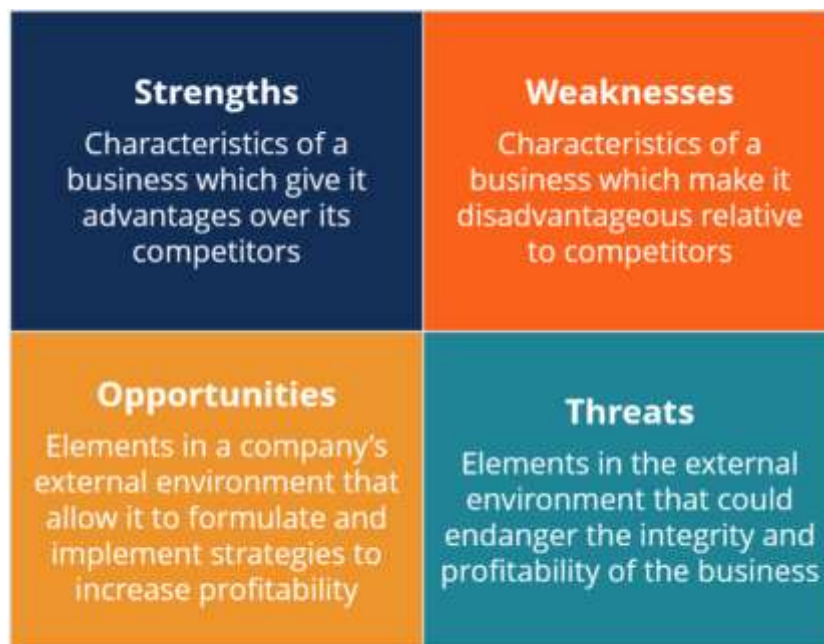 Strengths
Characteristics of a
business which give it
advantages over its
competitors
Weaknesses
Characteristics of a
business which make it
disadvantageous relative
to competitors
Opportunities
Elements in a company's
external environment that
allow it to formulate and
implement strategies to
increase profitability
Threats
Elements in the external
environment that could
endanger the integrity and
profitability of the business